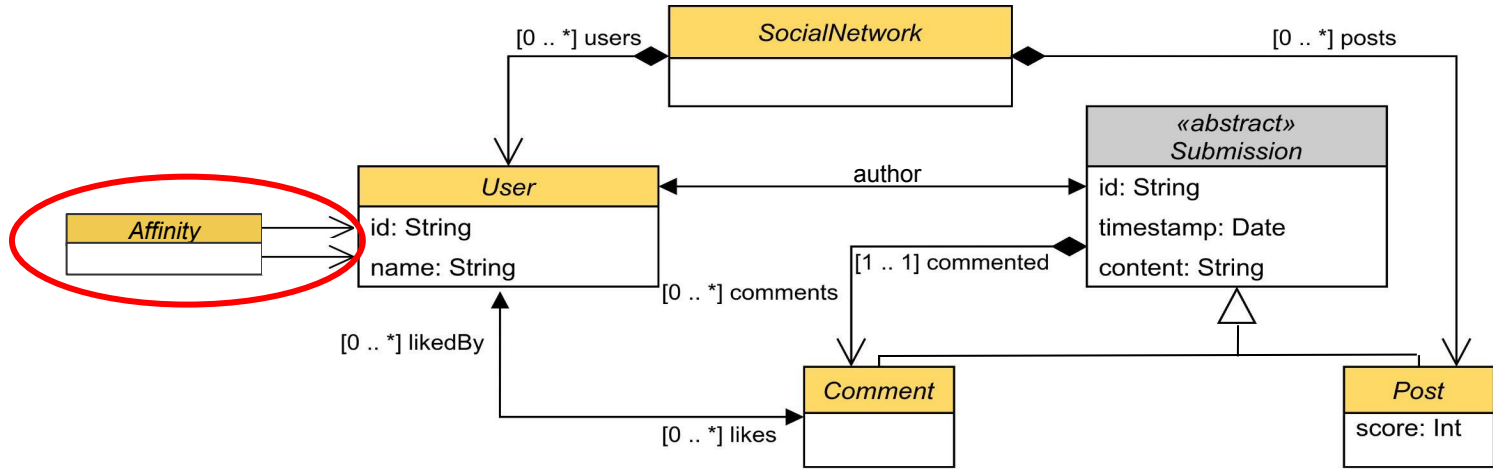 [0 .. *] users
SocialNetwork
[0 .. *] posts
«abstract»
Submission
id: String
timestamp: Date
content: String
User
id: String
name: String
author
Affinity
[1 .. 1] commented
[0 .. *] comments
[0 .. *] likedBy
[0 .. *] likes
Comment
Post
score: Int